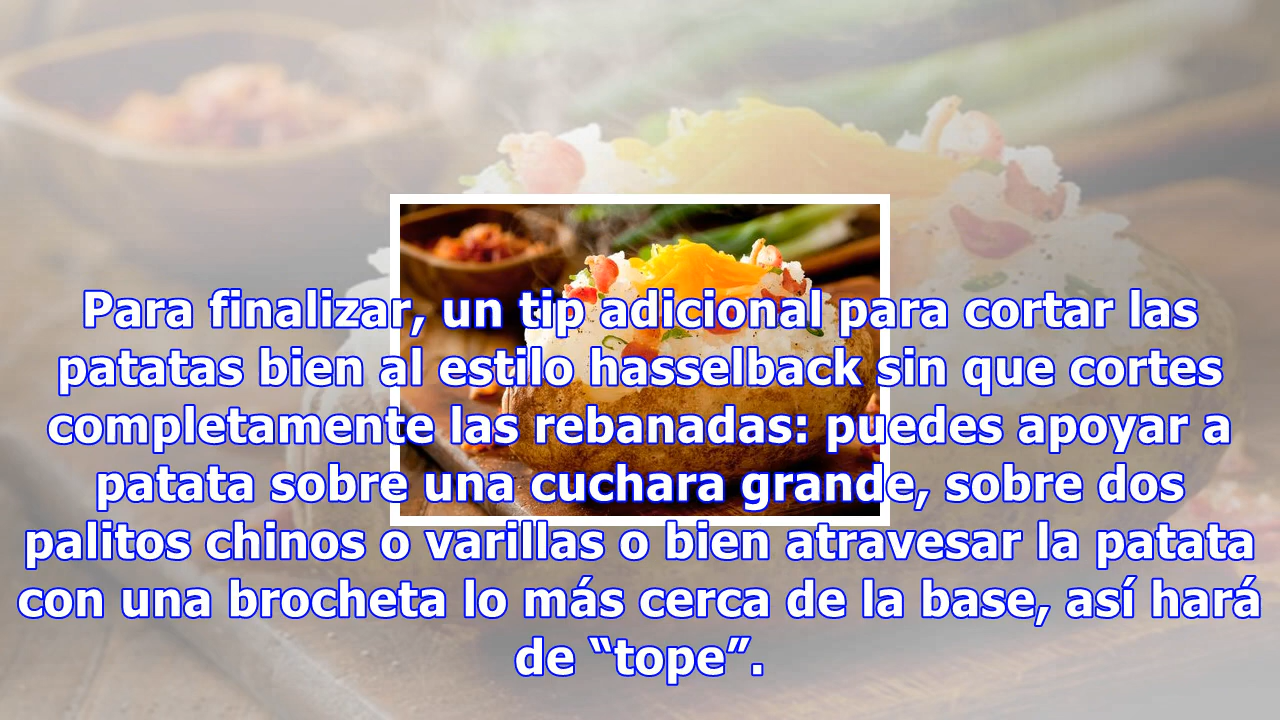 Para finalizar, un tip adicional para cortar las
patatas bien al estilo hasselback sin que cortes
completamente las rebanadas: puedes apoyar a
patata sobre una cuchara grande, sobre dos
palitos chinos o varillas o bien atravesar la patata
con una brocheta lo más cerca de la base, así hará
de “tope”.